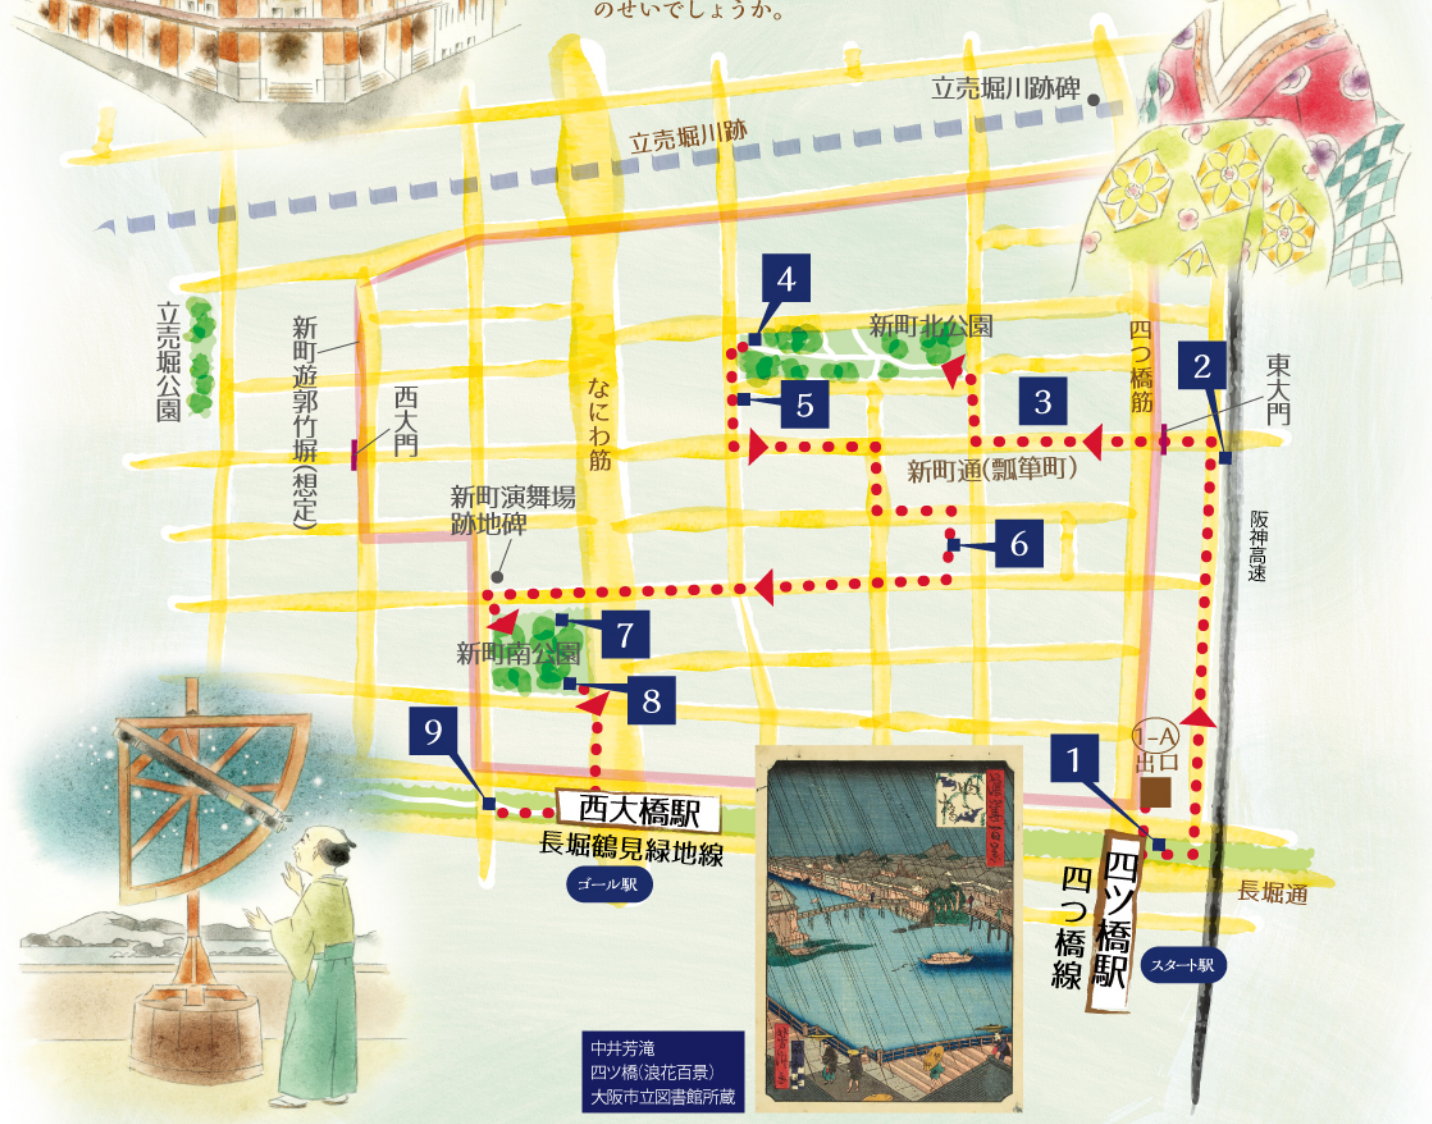 のせいでしょうか。
立売堀川跡碑
立売堀川跡
4
新町北公園
立売堀公園
新町遊郭竹塀(想定)
西大門
なにわ筋
5
3
四つ橋筋
2
東大門
新町通(瓢箪町)
新町演舞場
跡地碑
6
阪神高速
7
新町南公園
8
9
1
1-A
出口
西大橋駅
長堀鶴見緑地線
ゴール駅
四ツ橋駅
四つ橋線
長堀通
スタート駅
中井芳滝
四ツ橋(浪花百景)
大阪市立図書館所蔵